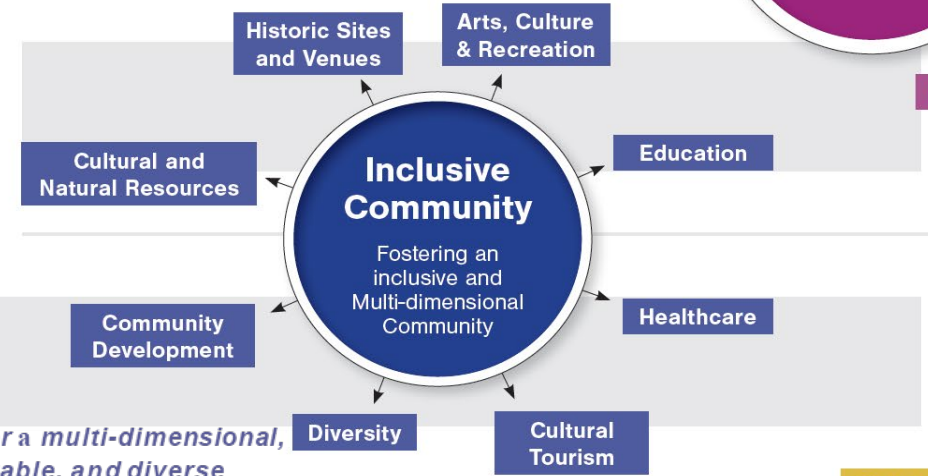 Historic Sites
and Venues
Arts, Culture
& Recreation
Cultural and
Natural Resources
Education
Inclusive
Community
Fostering an
inclusive and
Multi-dimensional
Community
Community
Development
Healthcare
Diversity
Cultural
Tourism
a multi-dimensional,
and diverse